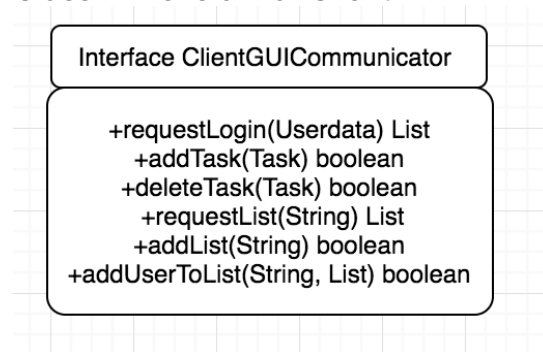 Interface ClientGUICommunicator
+requestLogin(Userdata) List
+addTask(Task) boolean
+deleteTask(Task) boolean
+requestList(String) List
+addList(String) boolean
+addUserToList(String, List) boolean